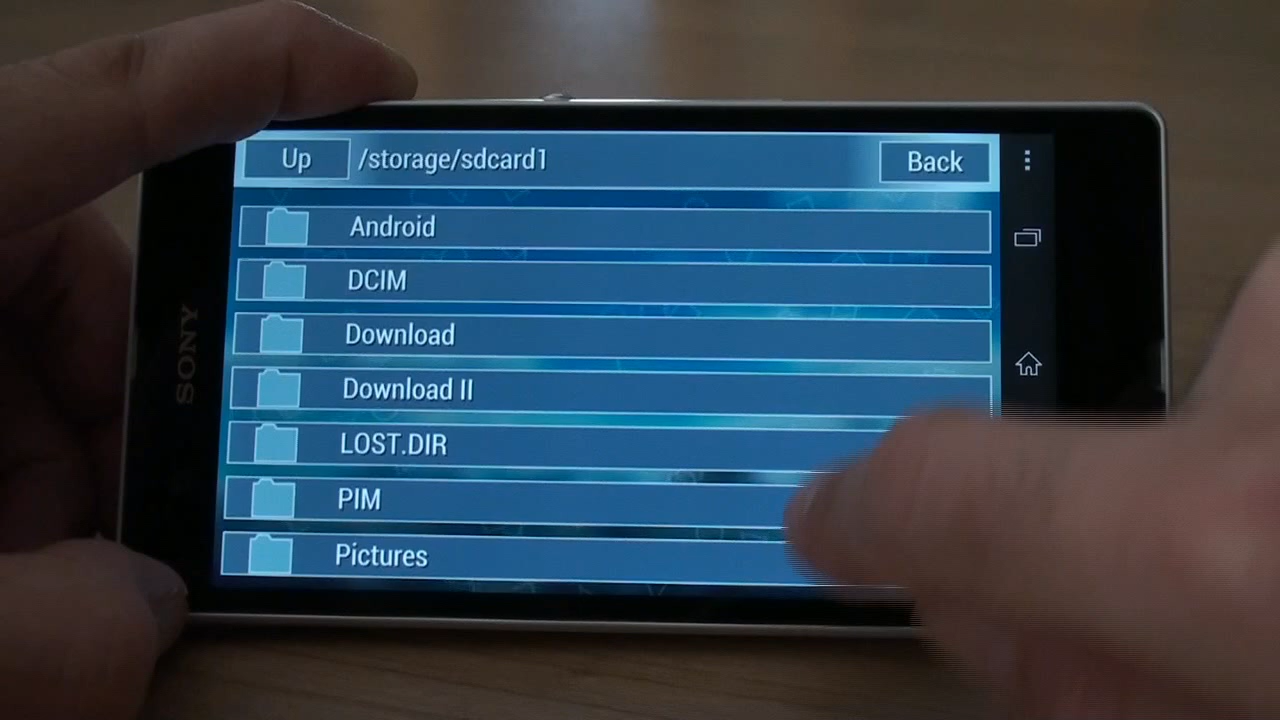 Up /storage/sdcard1 Back
Android
DCIM
Download
Download II
LOST.DIR
PIM
Pictures
SONY